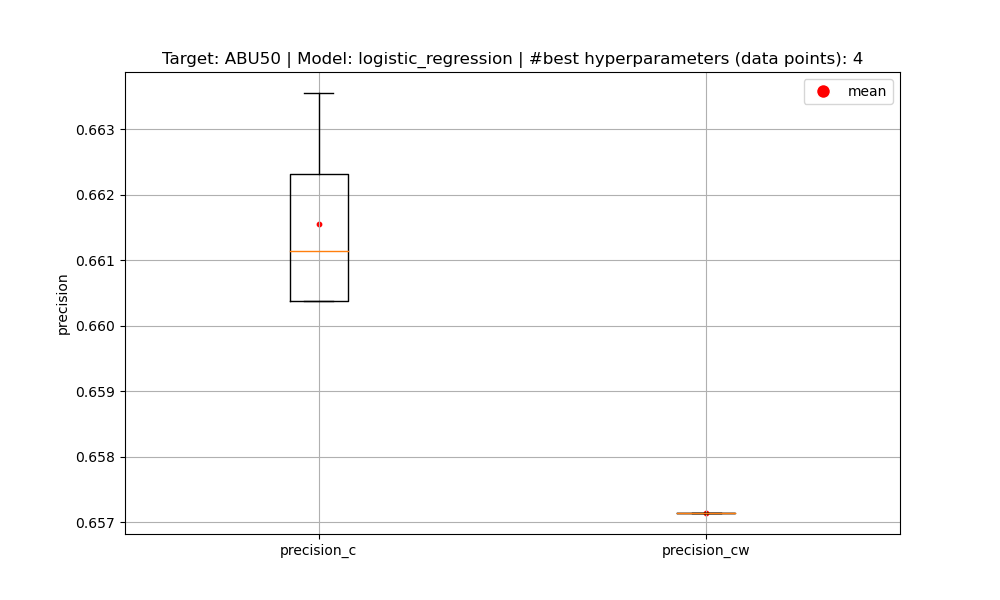 Target: ABU50 | Model: logistic_regression | #best hyperparameters (data points): 4
mean
0.663
0.662
0.661
0.660
0.659
0.658
0.657
precision
precision_c
precision_cw